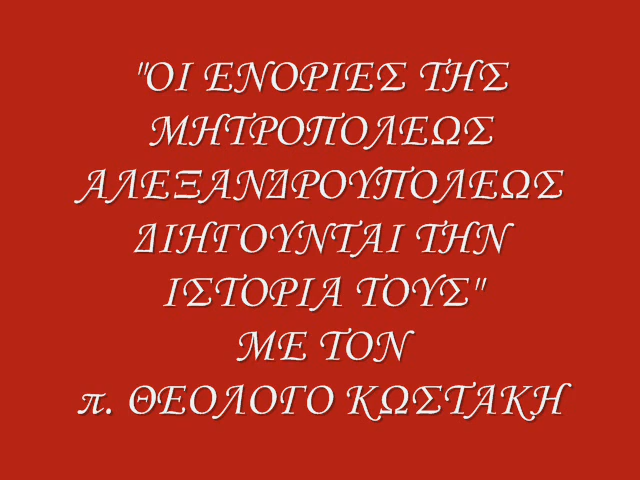 "ΟΙ ΕΝΟΡΙΕΣ ΤΗΣ
ΜΗΤΡΟΠΟΛΕΩΣ
ΑΛΕΞΑΝΔΡΟΥΠΟΛΕΩΣ
ΔΙΗΓΟΥΝΤΑΙ ΤΗΝ
ΙΣΤΟΡΙΑ ΤΟΥΣ"
ΜΕ ΤΟΝ
π. ΘΕΟΛΟΓΟ ΚΩΣΤΑΚΗ